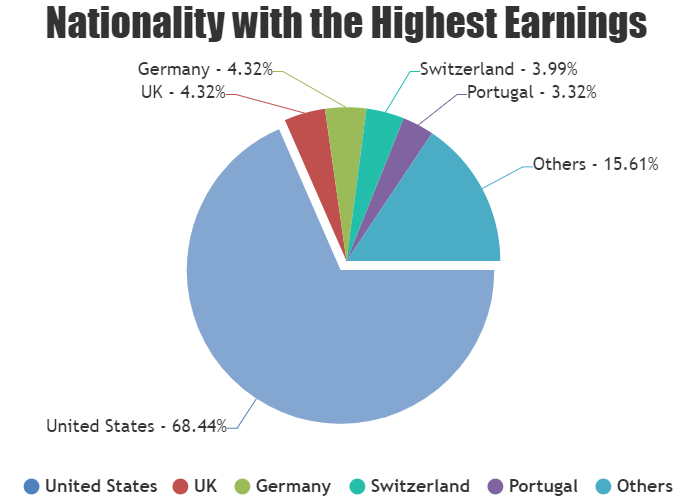 Nationality with the Highest Earnings
Germany - 4.32%
Switzerland - 3.99%
UK - 4.32%
Portugal - 3.32%
Others - 15.61%
United States - 68.44%
United States
UK
Germany
Switzerland
Portugal
Others